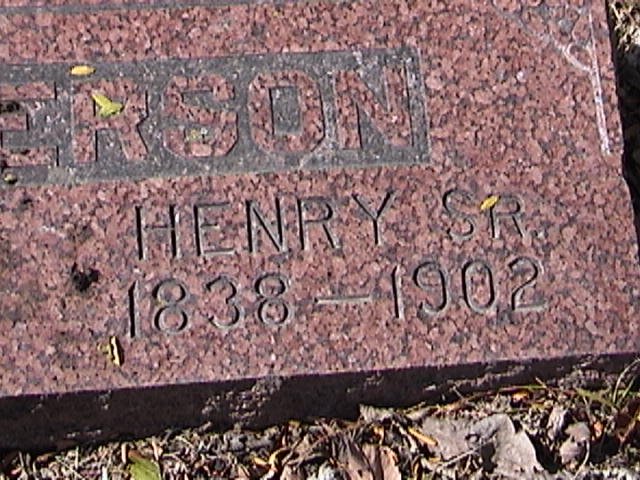 ERSON
HENRY SR.
1838 — 1902